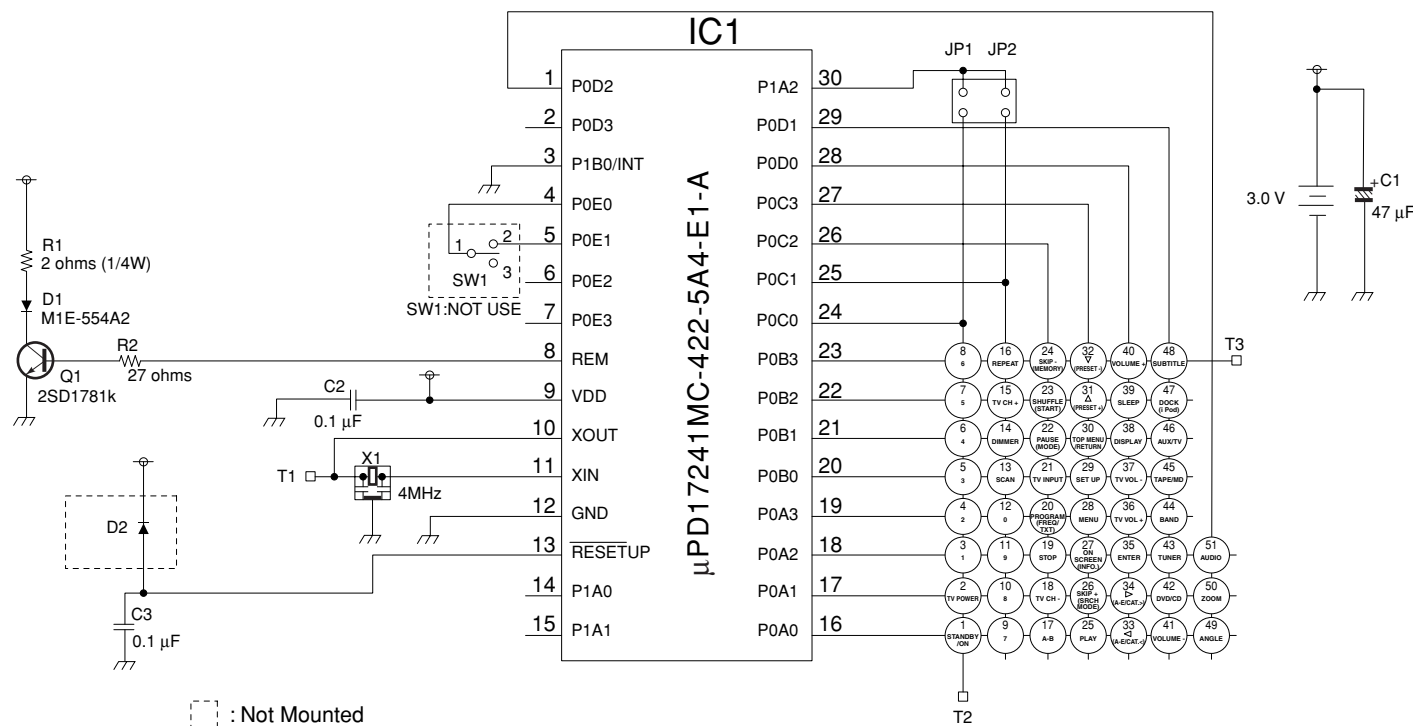 IC1
JP1 JP2
1 P0D2
2 P0D3
3 P1B0/INT
4 P0E0
5 P0E1
6 P0E2
7 P0E3
8 REM
9 VDD
10 XOUT
11 XIN
12 GND
13 RESETUP
14 P1A0
15 P1A1
µPD17241MC-422-5A4-E1-A
P1A2 30
P0D1 29
P0D0 28
P0C3 27
P0C2 26
P0C1 25
P0C0 24
P0B3 23
P0B2 22
P0B1 21
P0B0 20
P0A3 19
P0A2 18
P0A1 17
P0A0 16
R1
2 ohms (1/4W)
D1
M1E-554A2
Q1
2SD1781k
R2
27 ohms
1 2 3
SW1
SW1:NOT USE
C2
0.1 µF
T1
X1
4MHz
D2
C3
0.1 µF
: Not Mounted
3.0 V
+
C1
47 µF
T3
T2
8 6
16 REPEAT
24 SKIP - (MEMORY)
32 ▽ (PRESET -)
40 VOLUME +
48 SUBTITLE
7 5
15 TV CH +
23 SHUFFLE (START)
31 △ (PRESET +)
39 SLEEP
47 DOCK (i Pod)
6 4
14 DIMMER
22 PAUSE (MODE)
30 TOP MENU /RETURN
38 DISPLAY
46 AUX/TV
5 3
13 SCAN
21 TV INPUT
29 SET UP
37 TV VOL -
45 TAPE/MD
4 2
12 0
20 PROGRAM (FREQ/ TXT)
28 MENU
36 TV VOL +
44 BAND
3 1
11 9
19 STOP
27 ON SCREEN (INFO.)
35 ENTER
43 TUNER
51 AUDIO
2 TV POWER
10 8
18 TV CH -
26 SKIP + (SRCH MODE)
34 ▷ (A-E/CAT.>)
42 DVD/CD
50 ZOOM
1 STANDBY /ON
9 7
17 A-B
25 PLAY
33 ◁ (A-E/CAT.<)
41 VOLUME -
49 ANGLE